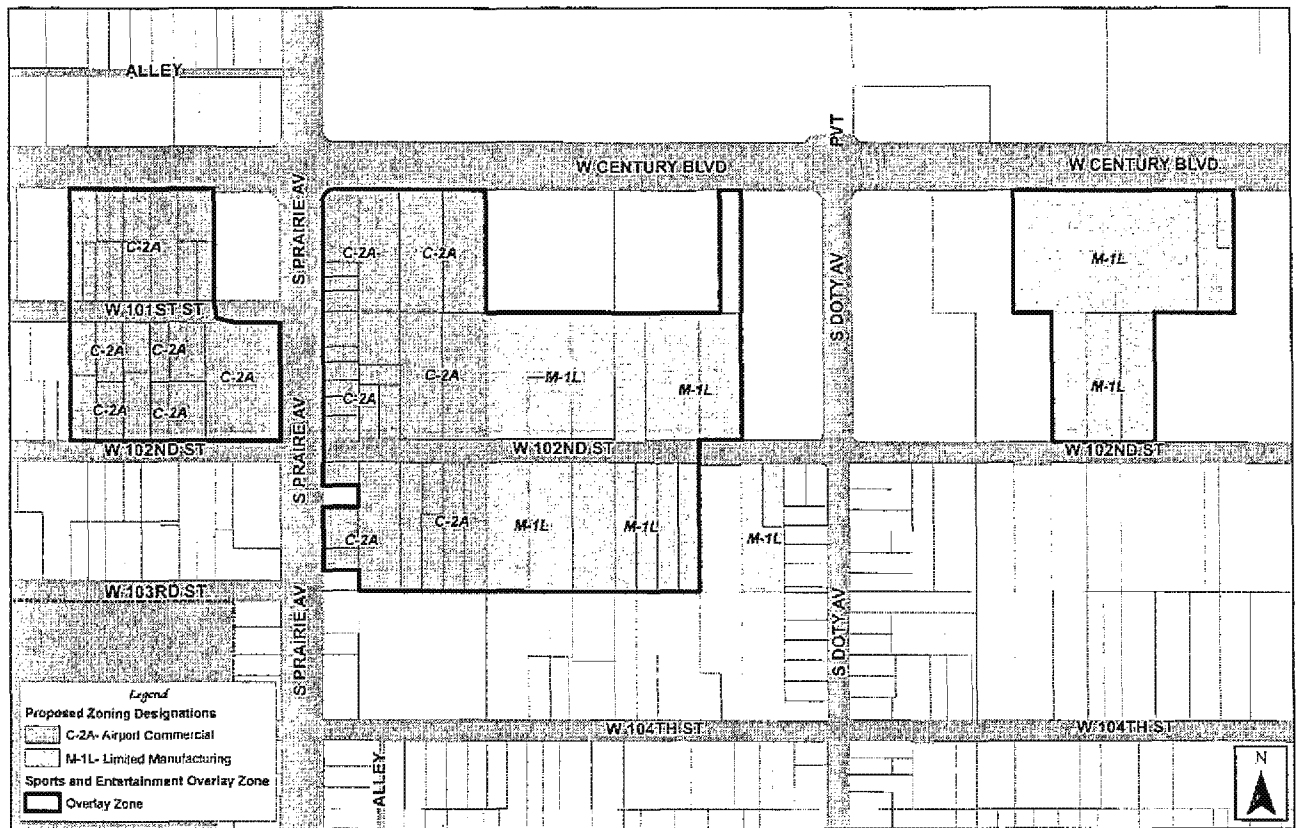 ALLEY
PVT
W CENTURY BLVD
W CENTURY BLVD
S PRAIRIE AV
C-2A
C-2A
C-2A
M-1L
S DOTY AV
W 101ST ST
C-2A
C-2A
C-2A
C-2A
M-1L
M-1L
M-1L
C-2A
C-2A
C-2A
S PRAIRIE AV
W 102ND ST
W 102ND ST
W 102ND ST
C-2A
M-1L
M-1L
M-1L
C-2A
W 103RD ST
S PRAIRIE AV
S DOTY AV
W 104TH ST
W 104TH ST
ALLEY
Legend
Proposed Zoning Designations
C-2A- Airport Commercial
M-1L- Limited Manufacturing
Sports and Entertainment Overlay Zone
Overlay Zone
N